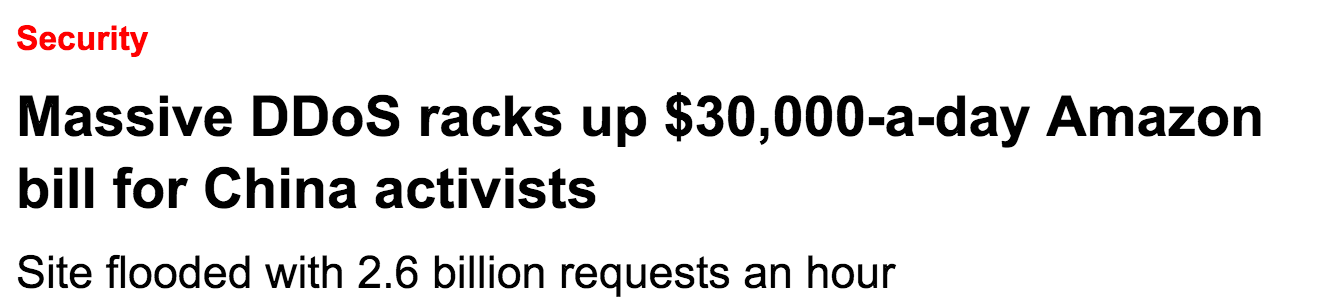 Security
Massive DDoS racks up $30,000-a-day Amazon
bill for China activists
Site flooded with 2.6 billion requests an hour